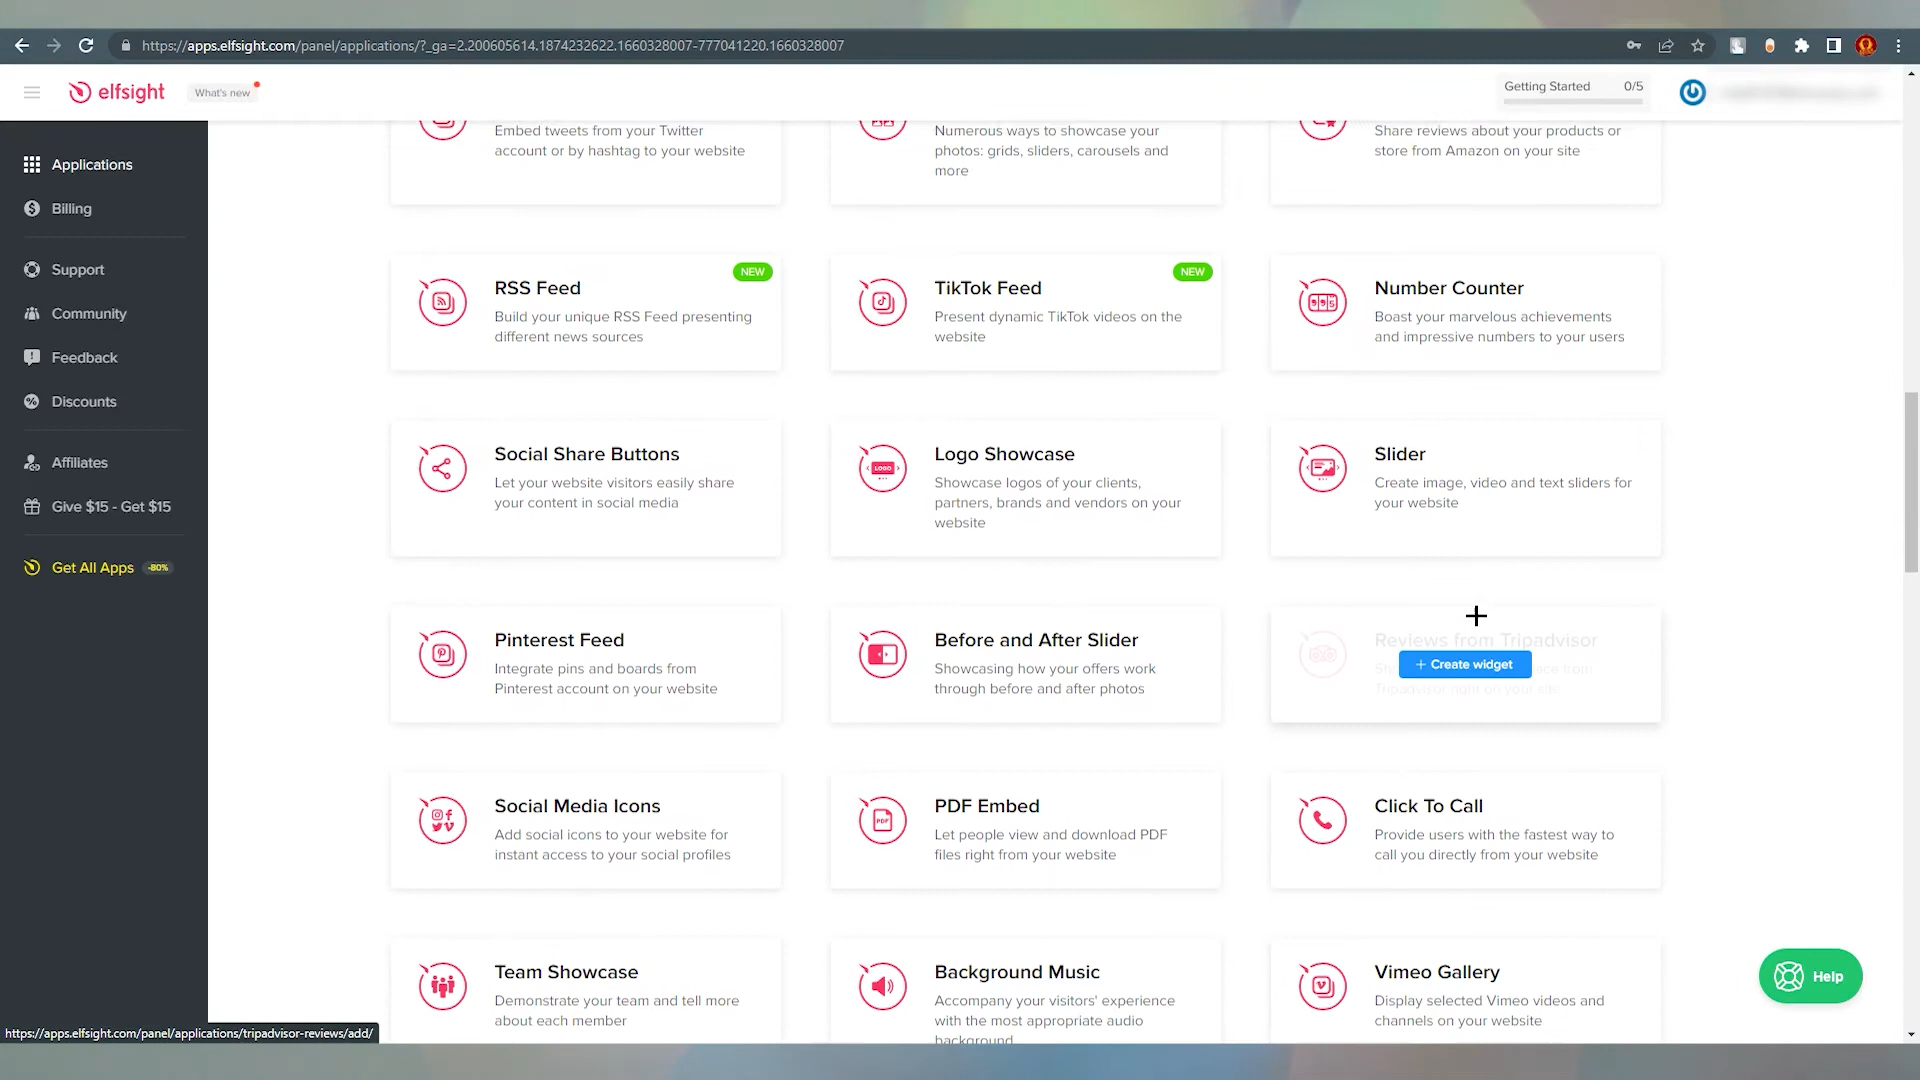 https://apps.elfsight.com/panel/applications/?_ga=2.200605614.1874232622.1660328007-777041220.1660328007
elfsight
What's new
Getting Started 0/5
Applications
Billing
Support
Community
Feedback
Discounts
Affiliates
Give $15 - Get $15
Get All Apps -80%
Embed tweets from your Twitter
account or by hashtag to your website
Numerous ways to showcase your
photos: grids, sliders, carousels and
more
Share reviews about your products or
store from Amazon on your site
RSS Feed
NEW
Build your unique RSS Feed presenting
different news sources
TikTok Feed
NEW
Present dynamic TikTok videos on the
website
Number Counter
Boast your marvelous achievements
and impressive numbers to your users
Social Share Buttons
Let your website visitors easily share
your content in social media
LOGO
Logo Showcase
Showcase logos of your clients,
partners, brands and vendors on your
website
Slider
Create image, video and text sliders for
your website
Pinterest Feed
Integrate pins and boards from
Pinterest account on your website
Before and After Slider
Showcasing how your offers work
through before and after photos
Reviews from Tripadvisor
+ Create widget
from
Tripadvisor right on your site
Social Media Icons
Add social icons to your website for
instant access to your social profiles
PDF
PDF Embed
Let people view and download PDF
files right from your website
Click To Call
Provide users with the fastest way to
call you directly from your website
Team Showcase
Demonstrate your team and tell more
about each member
Background Music
Accompany your visitors' experience
with the most appropriate audio
background
Vimeo Gallery
Display selected Vimeo videos and
channels on your website
Help
https://apps.elfsight.com/panel/applications/tripadvisor-reviews/add/